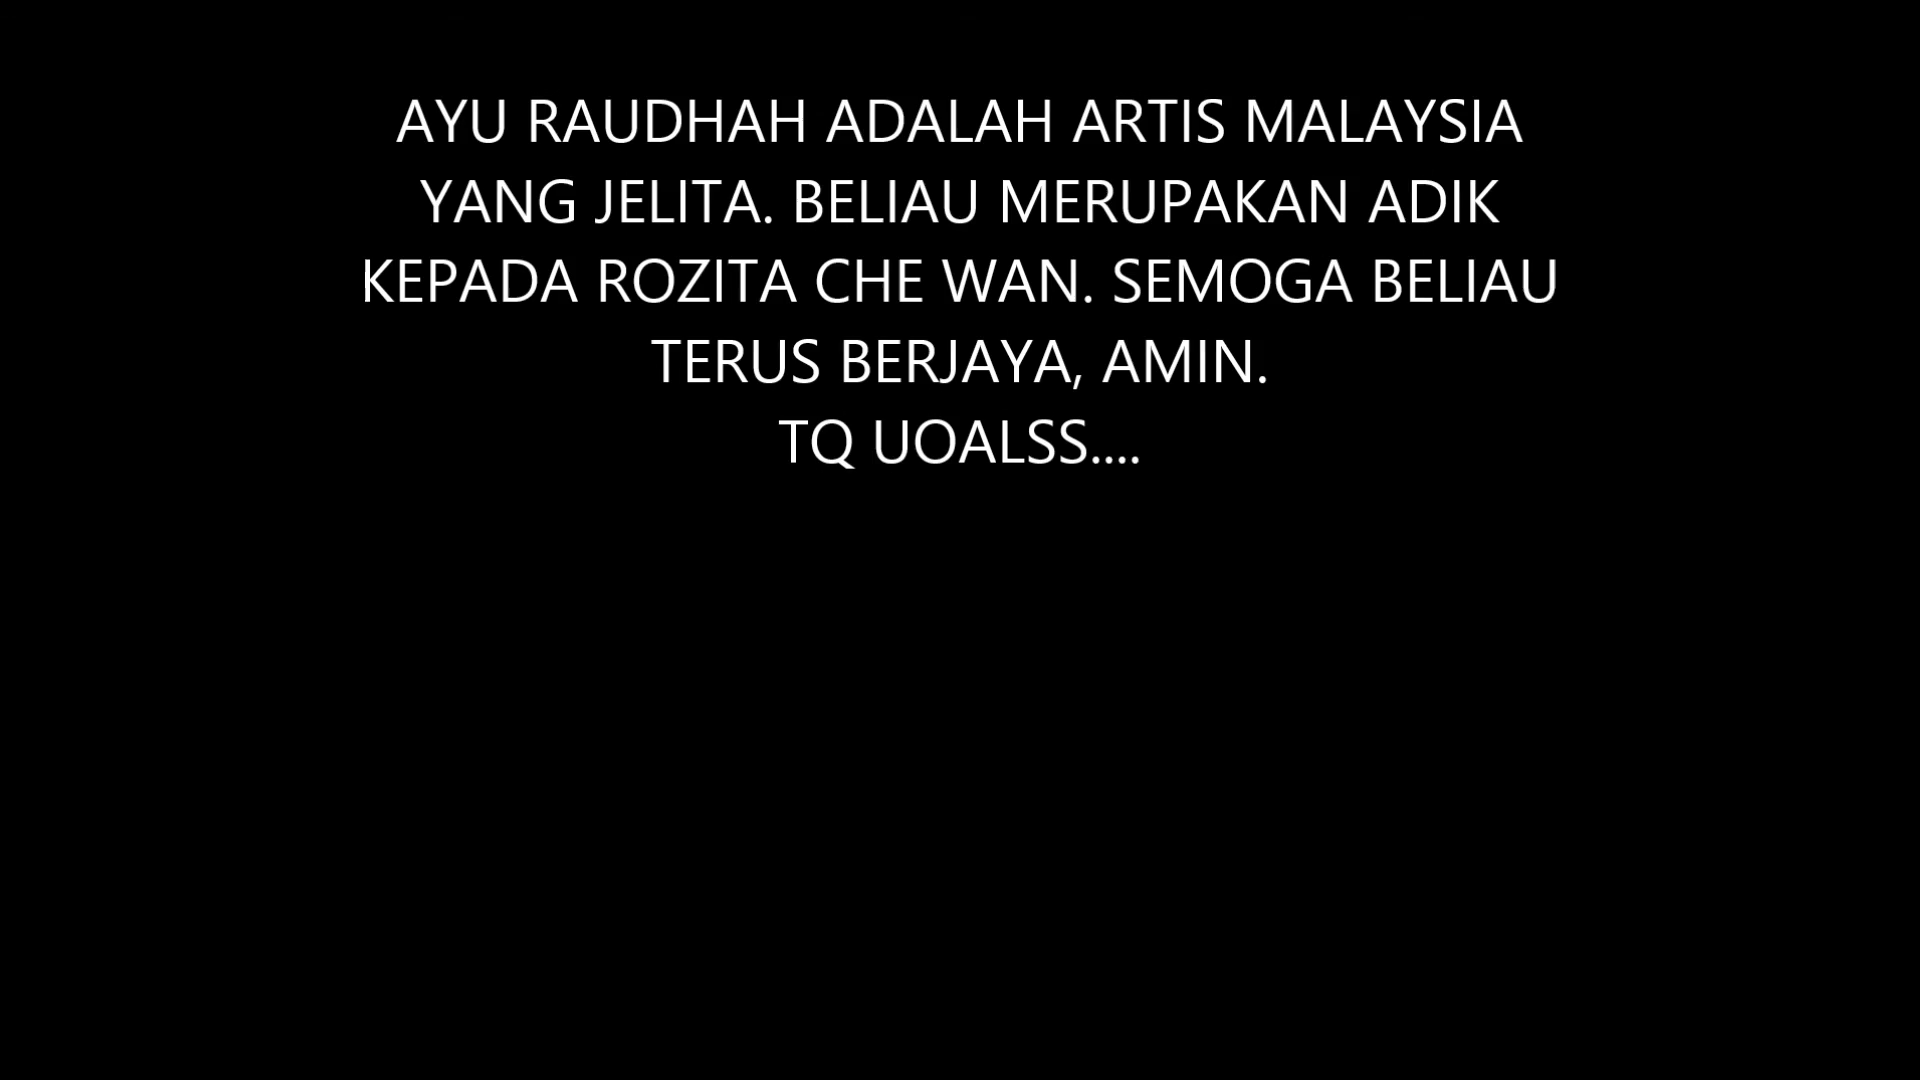 AYU RAUDHAH ADALAH ARTIS MALAYSIA
YANG JELITA. BELIAU MERUPAKAN ADIK
KEPADA ROZITA CHE WAN. SEMOGA BELIAU
TERUS BERJAYA, AMIN.
TQ UOALSS....